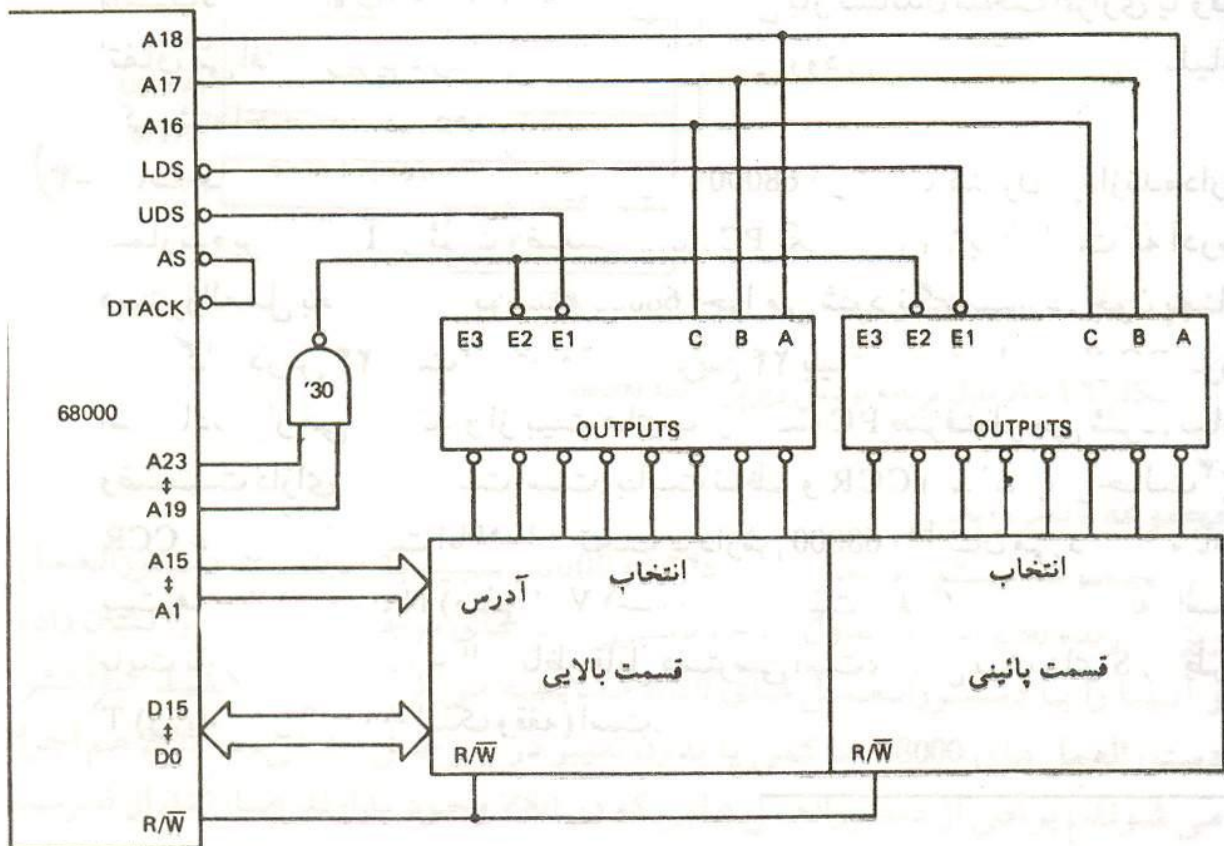 A18
A17
A16
LDS
UDS
AS
DTACK
'30
68000
A23
A19
A15
A1
D15
D0
R/W̅
E3 E2 E1 C B A
OUTPUTS
E3 E2 E1 C B A
OUTPUTS
انتخاب
آدرس
قسمت بالایی
R/W̅
انتخاب
قسمت پائینی
R/W̅